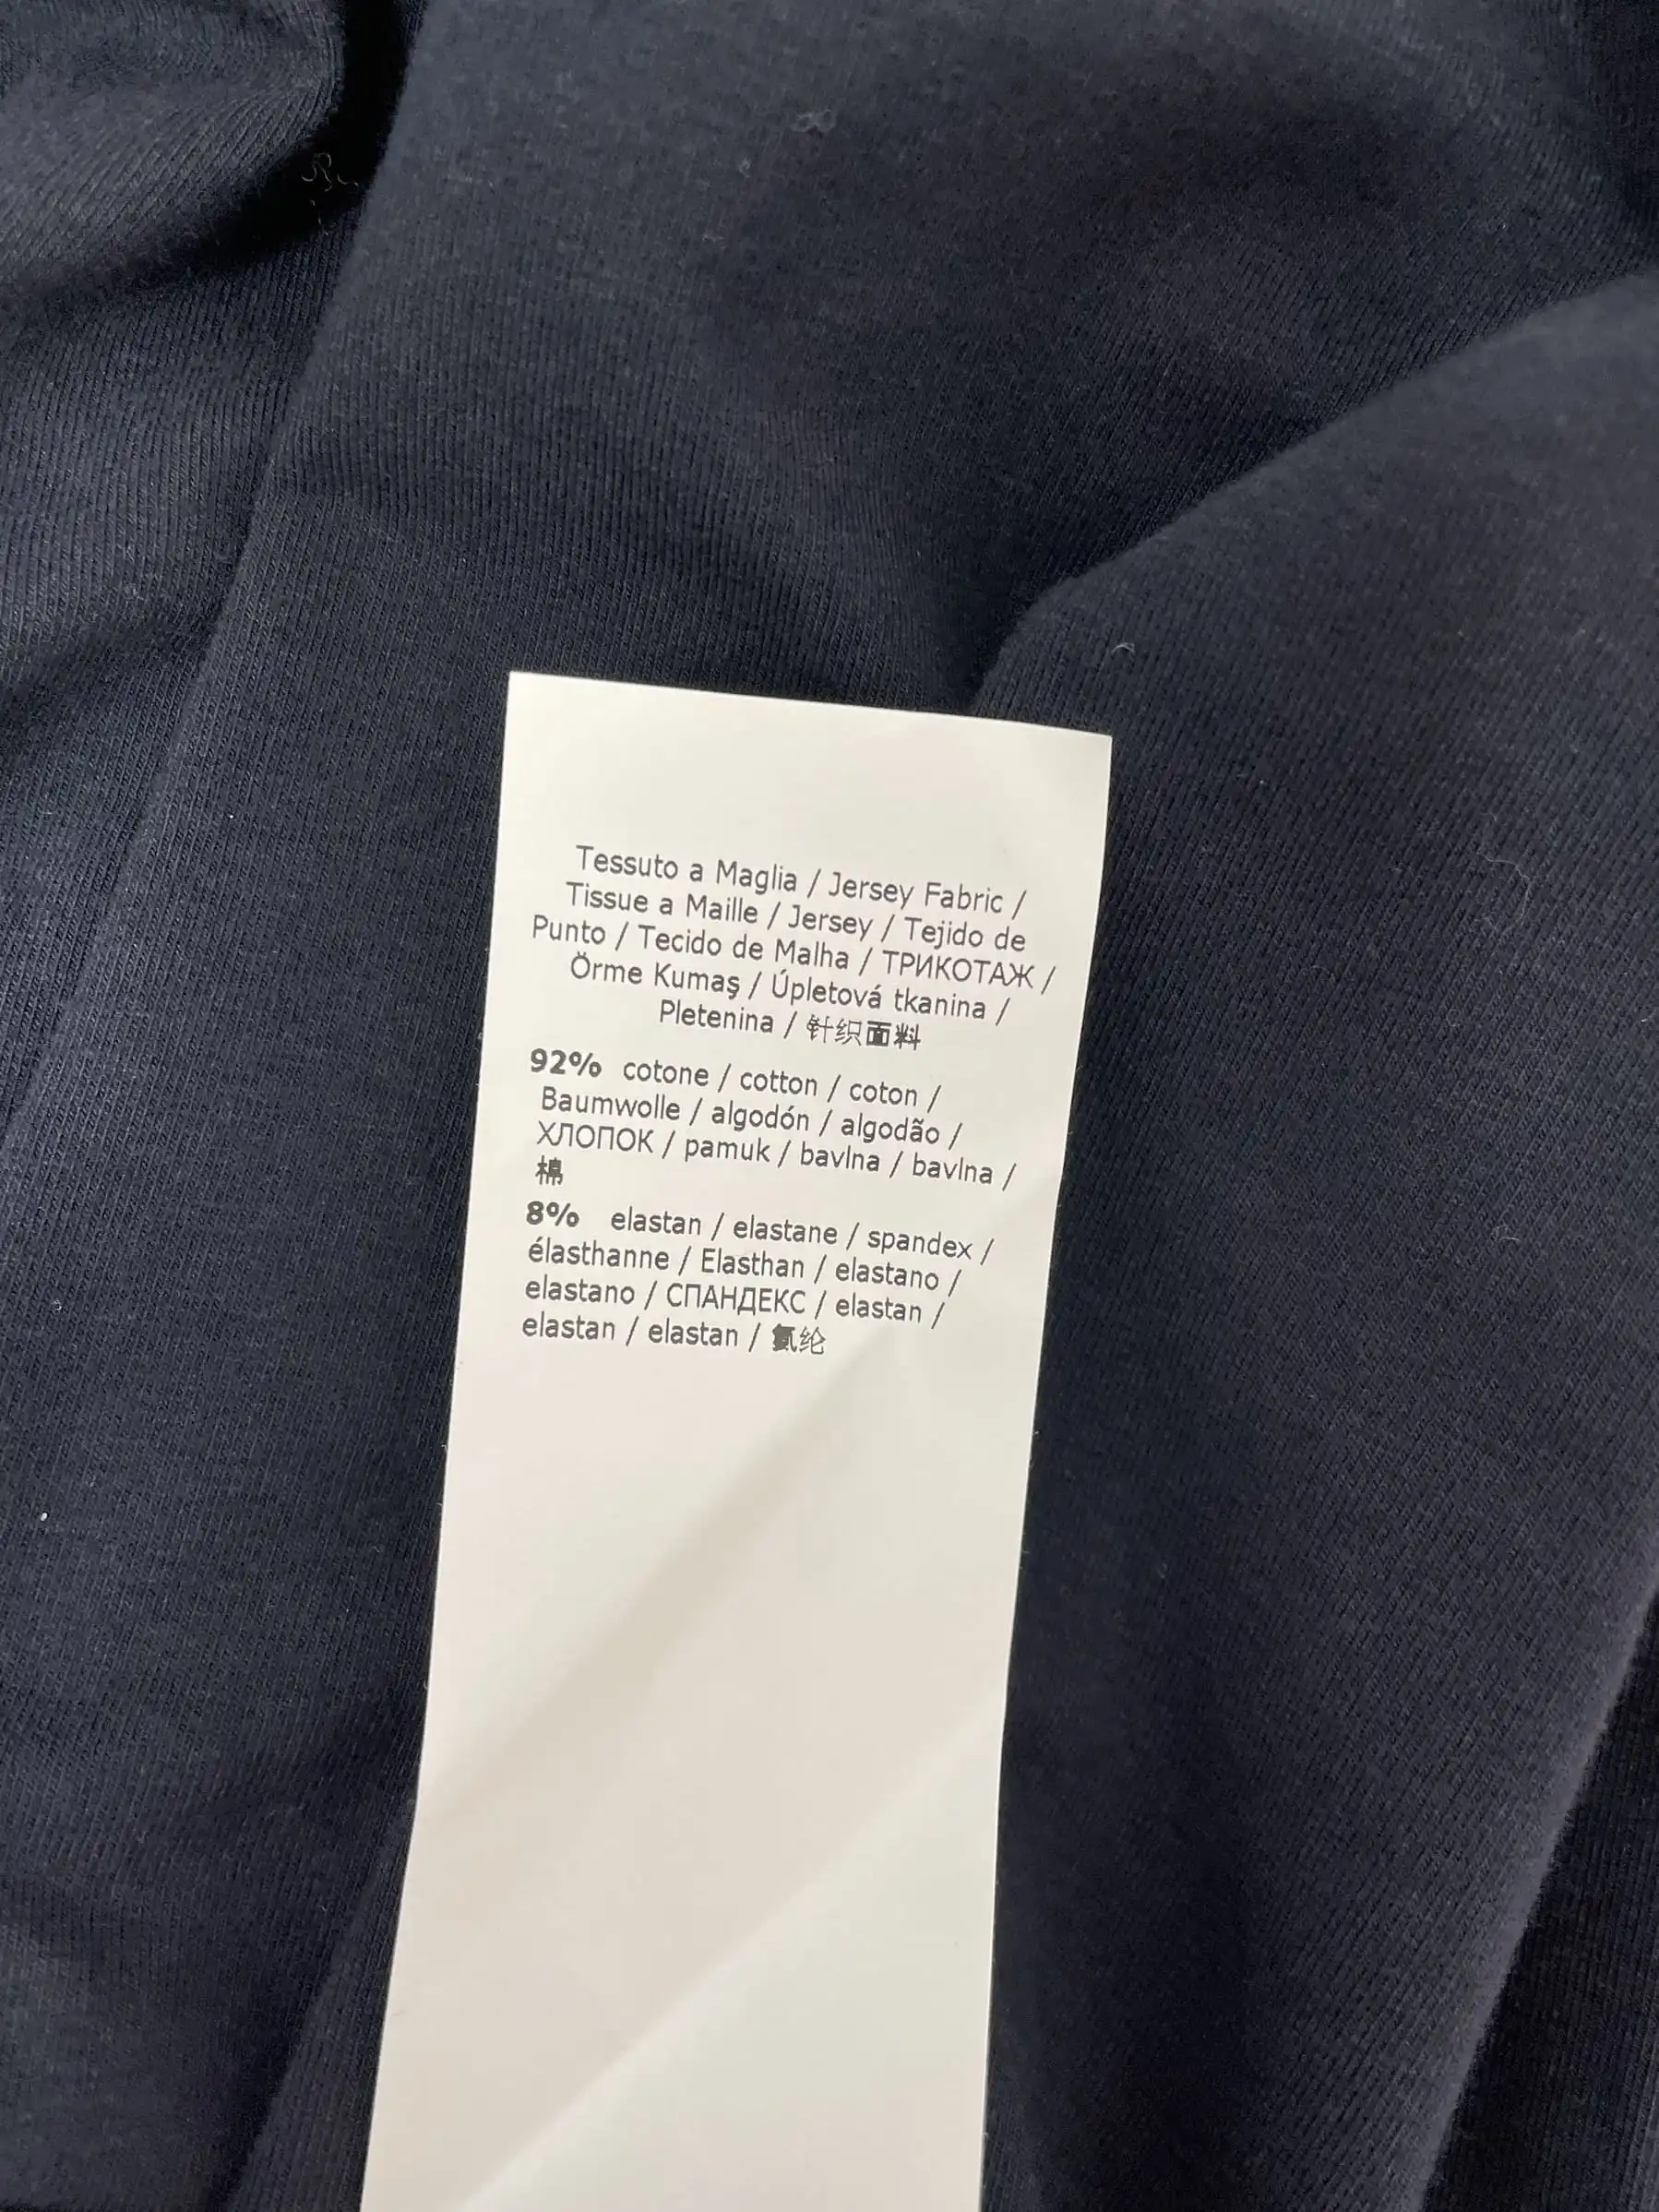 Tessuto a Maglia / Jersey Fabric /
Tissue a Maille / Jersey / Tejido de
Punto / Tecido de Malha / ТРИКОТАЖ /
Örme Kumaş / Úpletová tkanina /
Pletenina / 针织面料
92% cotone / cotton / coton /
Baumwolle / algodón / algodão /
ХЛОПОК / pamuk / bavlna / bavlna /
棉
8% elastan / elastane / spandex /
élasthanne / Elasthan / elastano /
elastano / СПАНДЕКС / elastan /
elastan / elastan / 氨纶